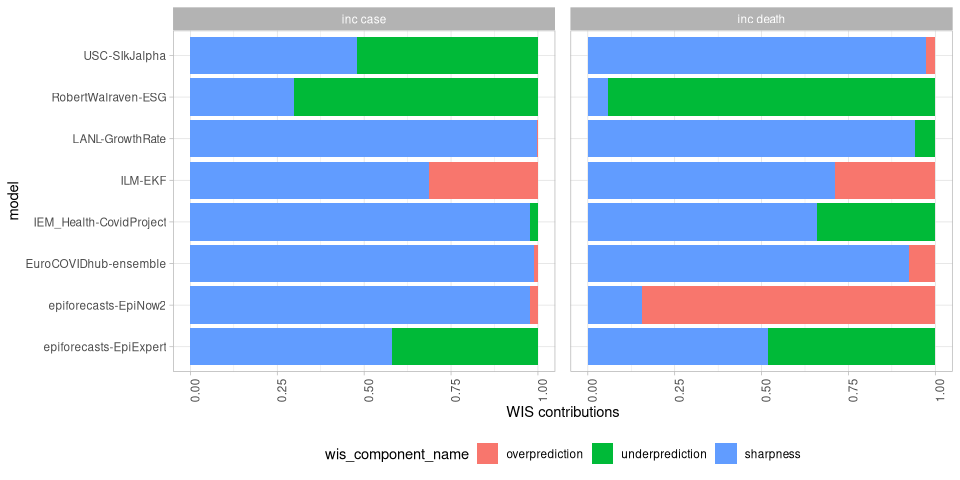 inc case
inc death
model
USC-SIkJalpha
RobertWalraven-ESG
LANL-GrowthRate
ILM-EKF
IEM_Health-CovidProject
EuroCOVIDhub-ensemble
epiforecasts-EpiNow2
epiforecasts-EpiExpert
0.00 0.25 0.50 0.75 1.00
0.00 0.25 0.50 0.75 1.00
WIS contributions
wis_component_name overprediction underprediction sharpness